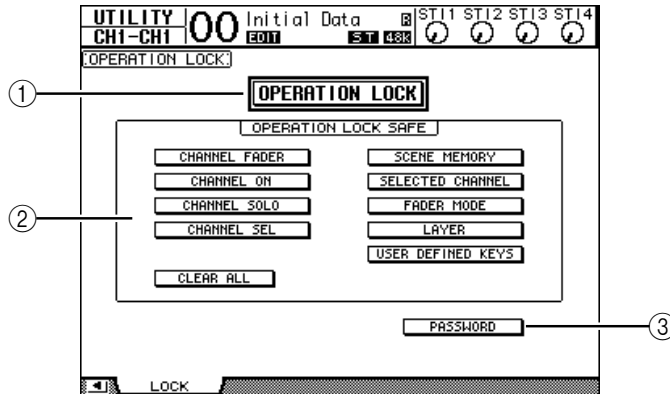 UTILITY 00 Initial Data R STI1 STI2 STI3 STI4
CH1-CH1 EDIT ST 48K
OPERATION LOCK
① OPERATION LOCK
OPERATION LOCK SAFE
CHANNEL FADER SCENE MEMORY
CHANNEL ON SELECTED CHANNEL
② CHANNEL SOLO FADER MODE
CHANNEL SEL LAYER
USER DEFINED KEYS
CLEAR ALL
PASSWORD ③
LOCK